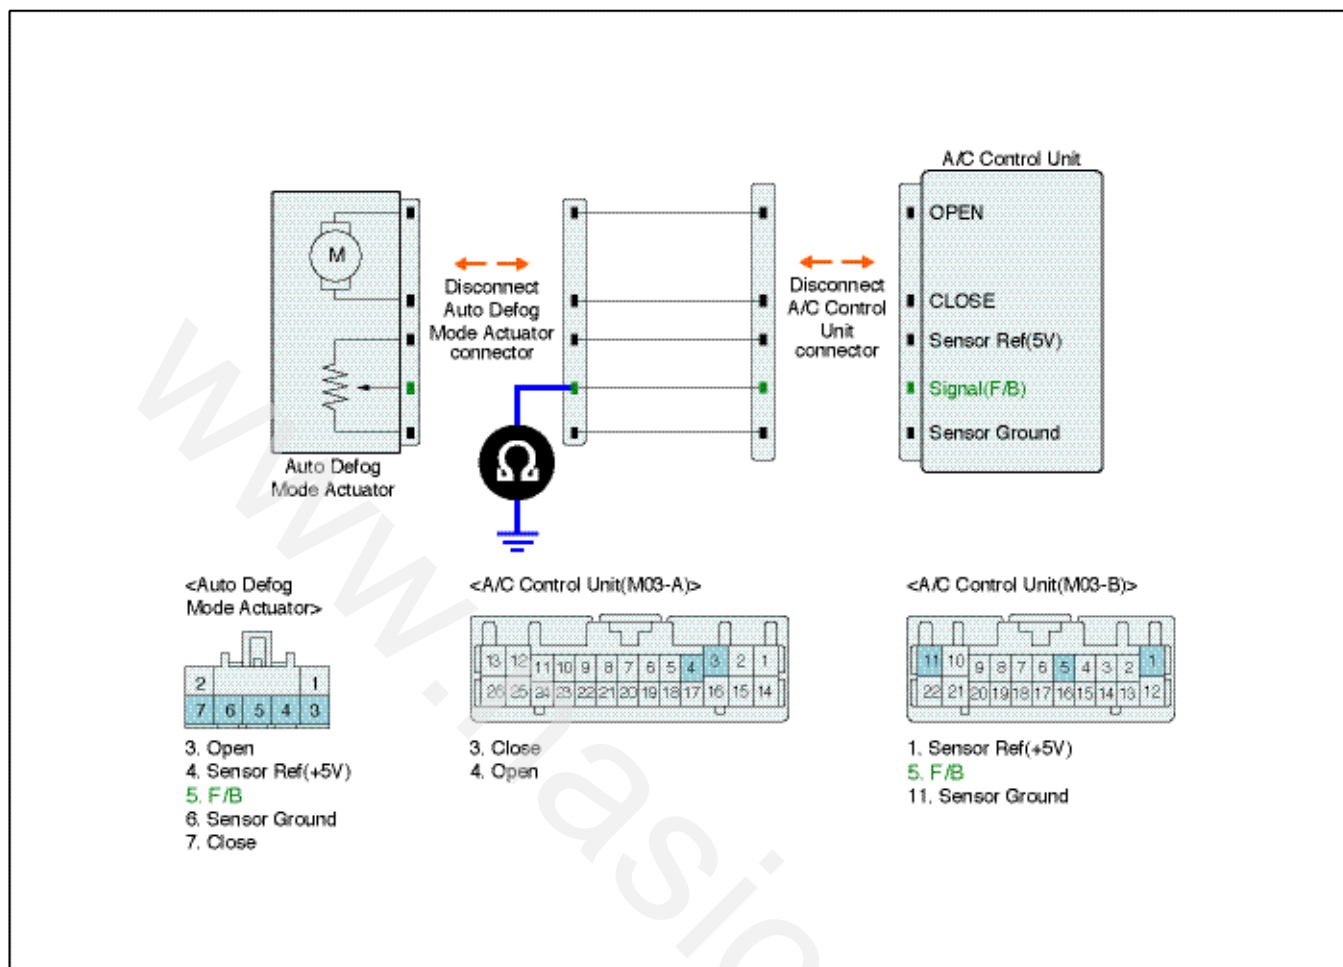 A/C Control Unit
OPEN
CLOSE
Sensor Ref(5V)
Signal(F/B)
Sensor Ground
M
Disconnect
Auto Defog
Mode Actuator
connector
Disconnect
A/C Control
Unit
connector
Ω
Auto Defog
Mode Actuator
<Auto Defog
Mode Actuator>
2 1
7 6 5 4 3
3. Open
4. Sensor Ref(+5V)
5. F/B
6. Sensor Ground
7. Close
<A/C Control Unit(M03-A)>
13 12 11 10 9 8 7 6 5 4 3 2 1
26 25 24 23 22 21 20 19 18 17 16 15 14
3. Close
4. Open
<A/C Control Unit(M03-B)>
11 10 9 8 7 6 5 4 3 2 1
22 21 20 19 18 17 16 15 14 13 12
1. Sensor Ref(+5V)
5. F/B
11. Sensor Ground